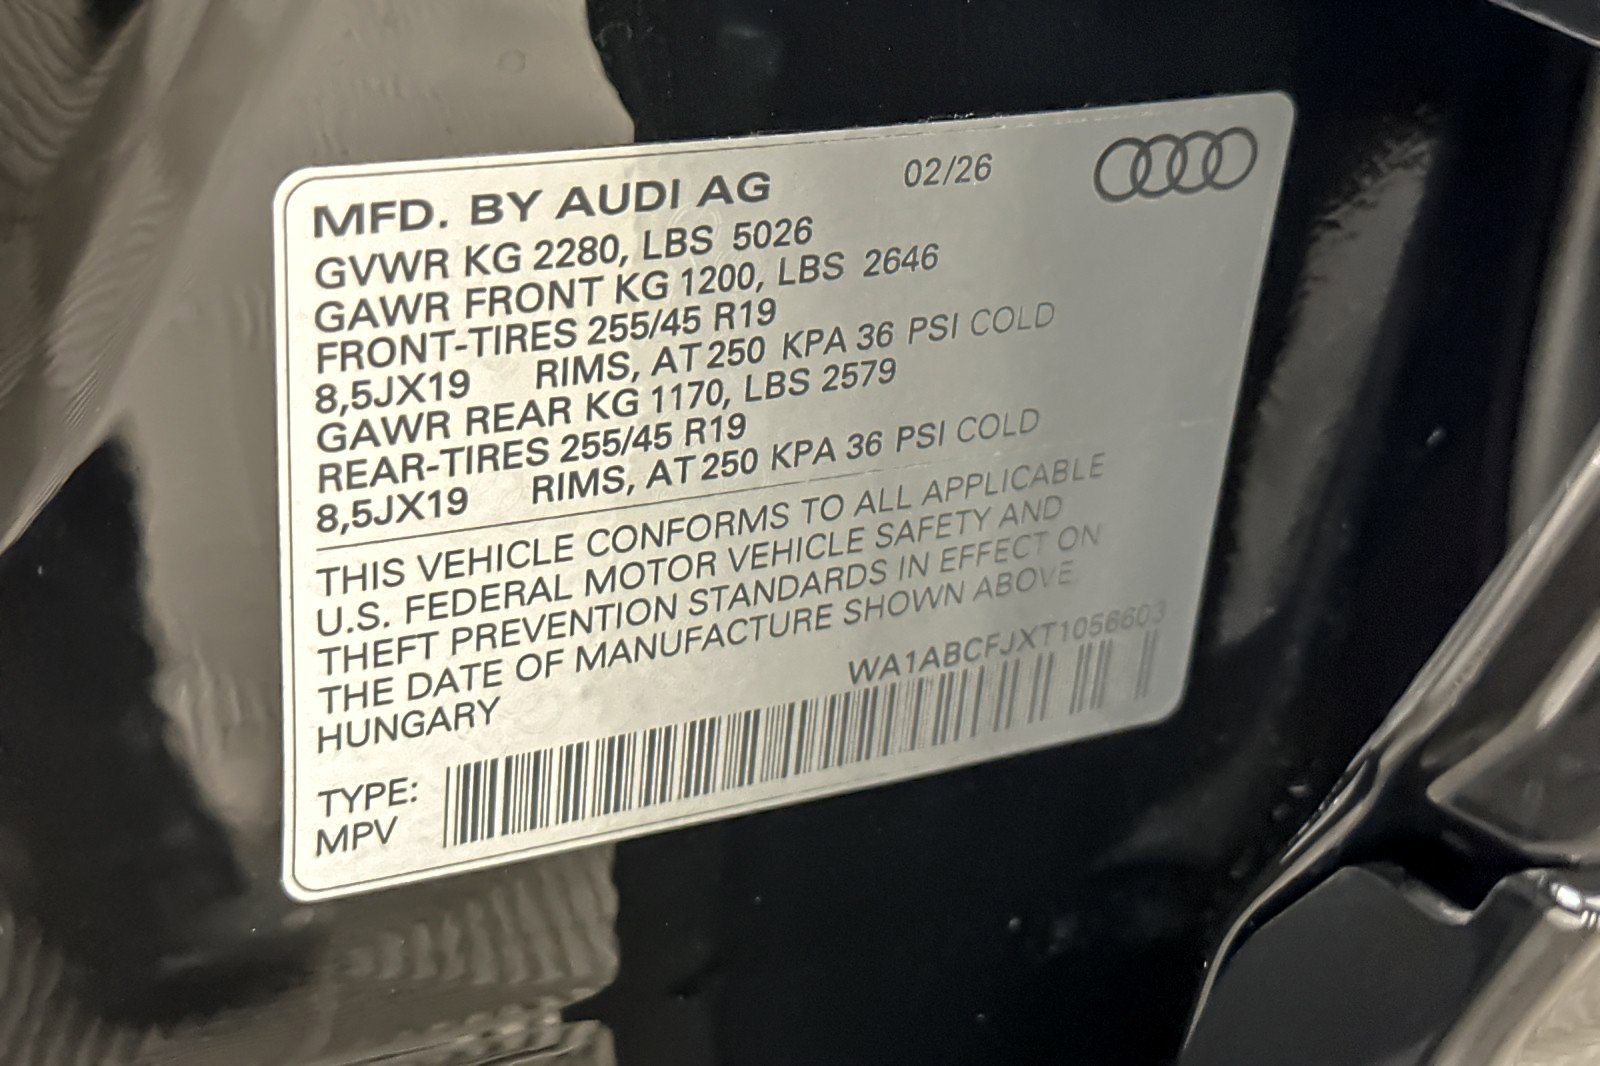 MFD. BY AUDI AG 02/26
GVWR KG 2280, LBS 5026
GAWR FRONT KG 1200, LBS 2646
FRONT-TIRES 255/45 R19
8,5JX19 RIMS, AT 250 KPA 36 PSI COLD
GAWR REAR KG 1170, LBS 2579
REAR-TIRES 255/45 R19
8,5JX19 RIMS, AT 250 KPA 36 PSI COLD
THIS VEHICLE CONFORMS TO ALL APPLICABLE
U.S. FEDERAL MOTOR VEHICLE SAFETY AND
THEFT PREVENTION STANDARDS IN EFFECT ON
THE DATE OF MANUFACTURE SHOWN ABOVE.
HUNGARY
WA1ABCFJXT1056603
TYPE:
MPV